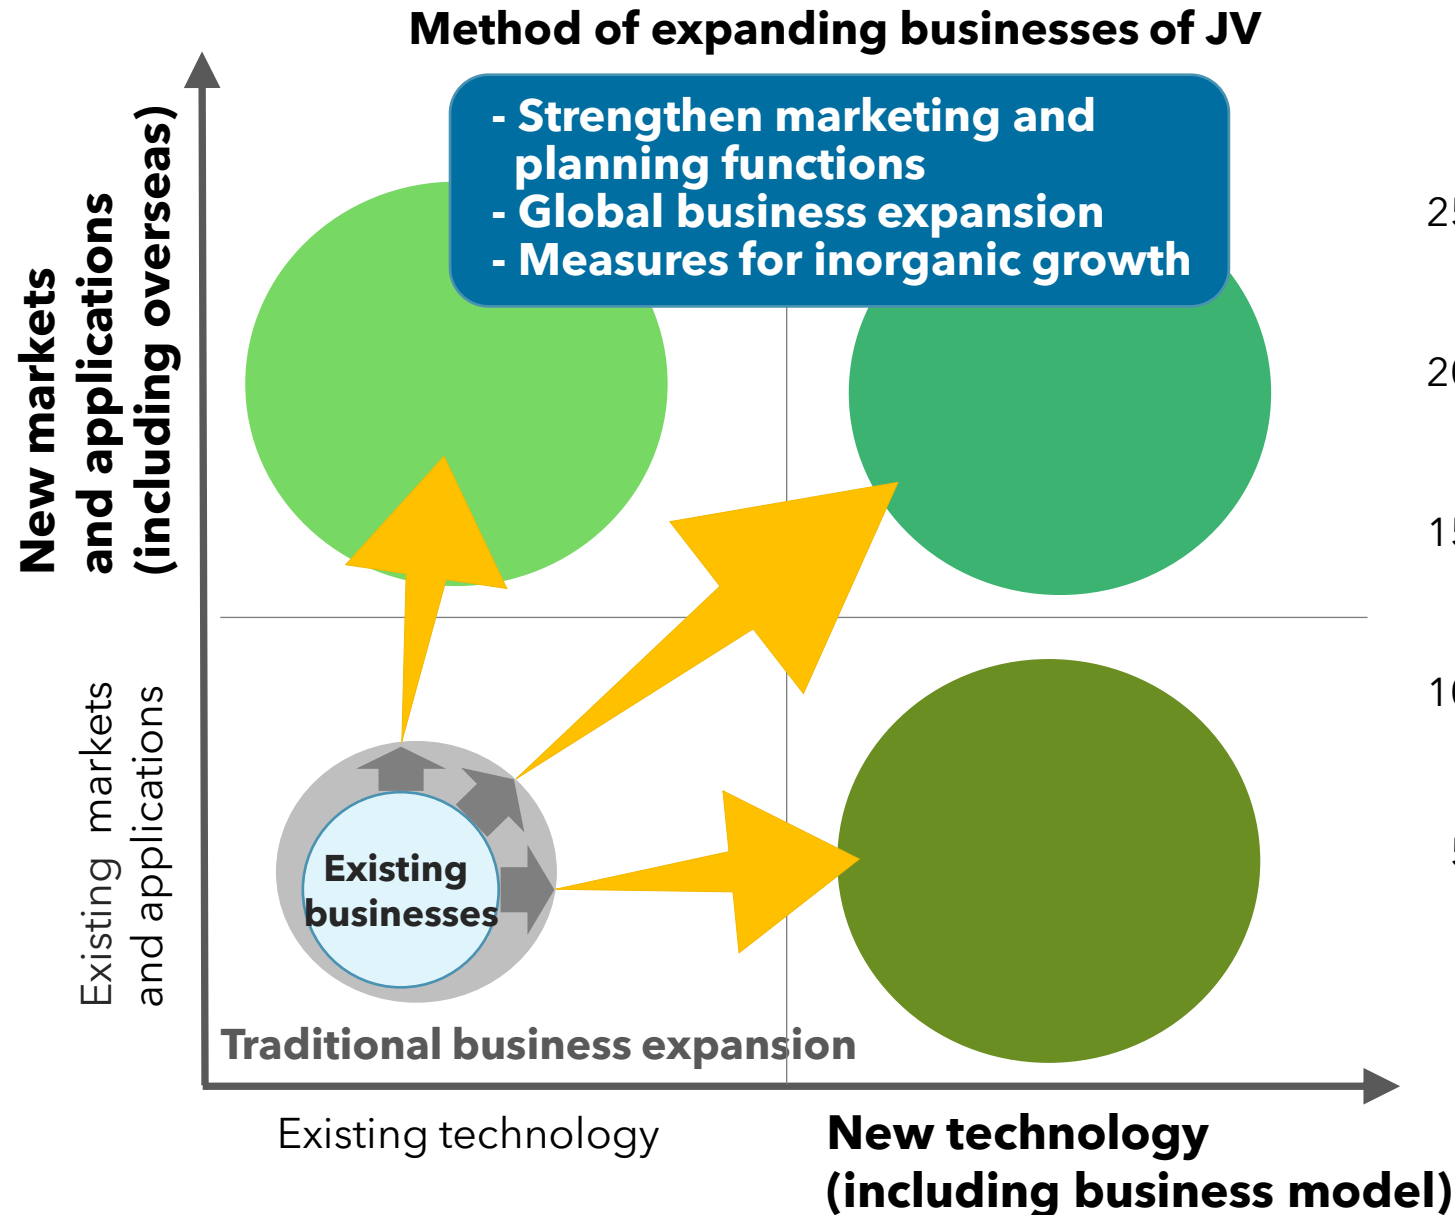 Method of expanding businesses of JV
- Strengthen marketing and
planning functions
- Global business expansion
- Measures for inorganic growth
New markets
and applications
(including overseas)
Existing markets
and applications
Existing
businesses
Traditional business expansion
Existing technology
New technology
(including business model)